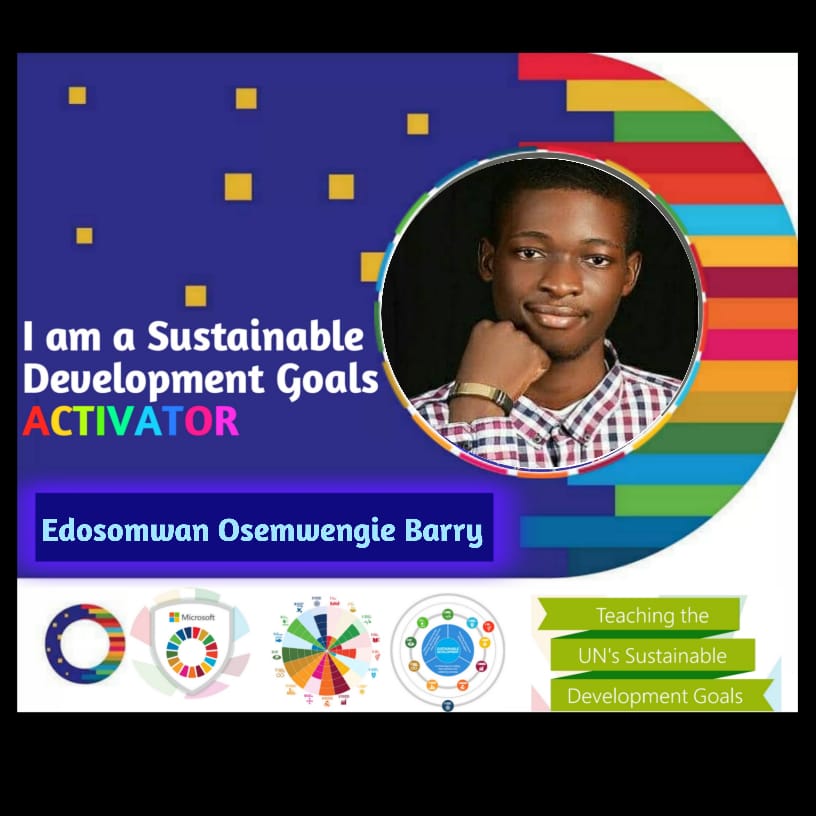 I am a Sustainable
Development Goals
ACTIVATOR
Edosomwan Osemwengie Barry
Microsoft
Teaching the
UN's Sustainable
Development Goals